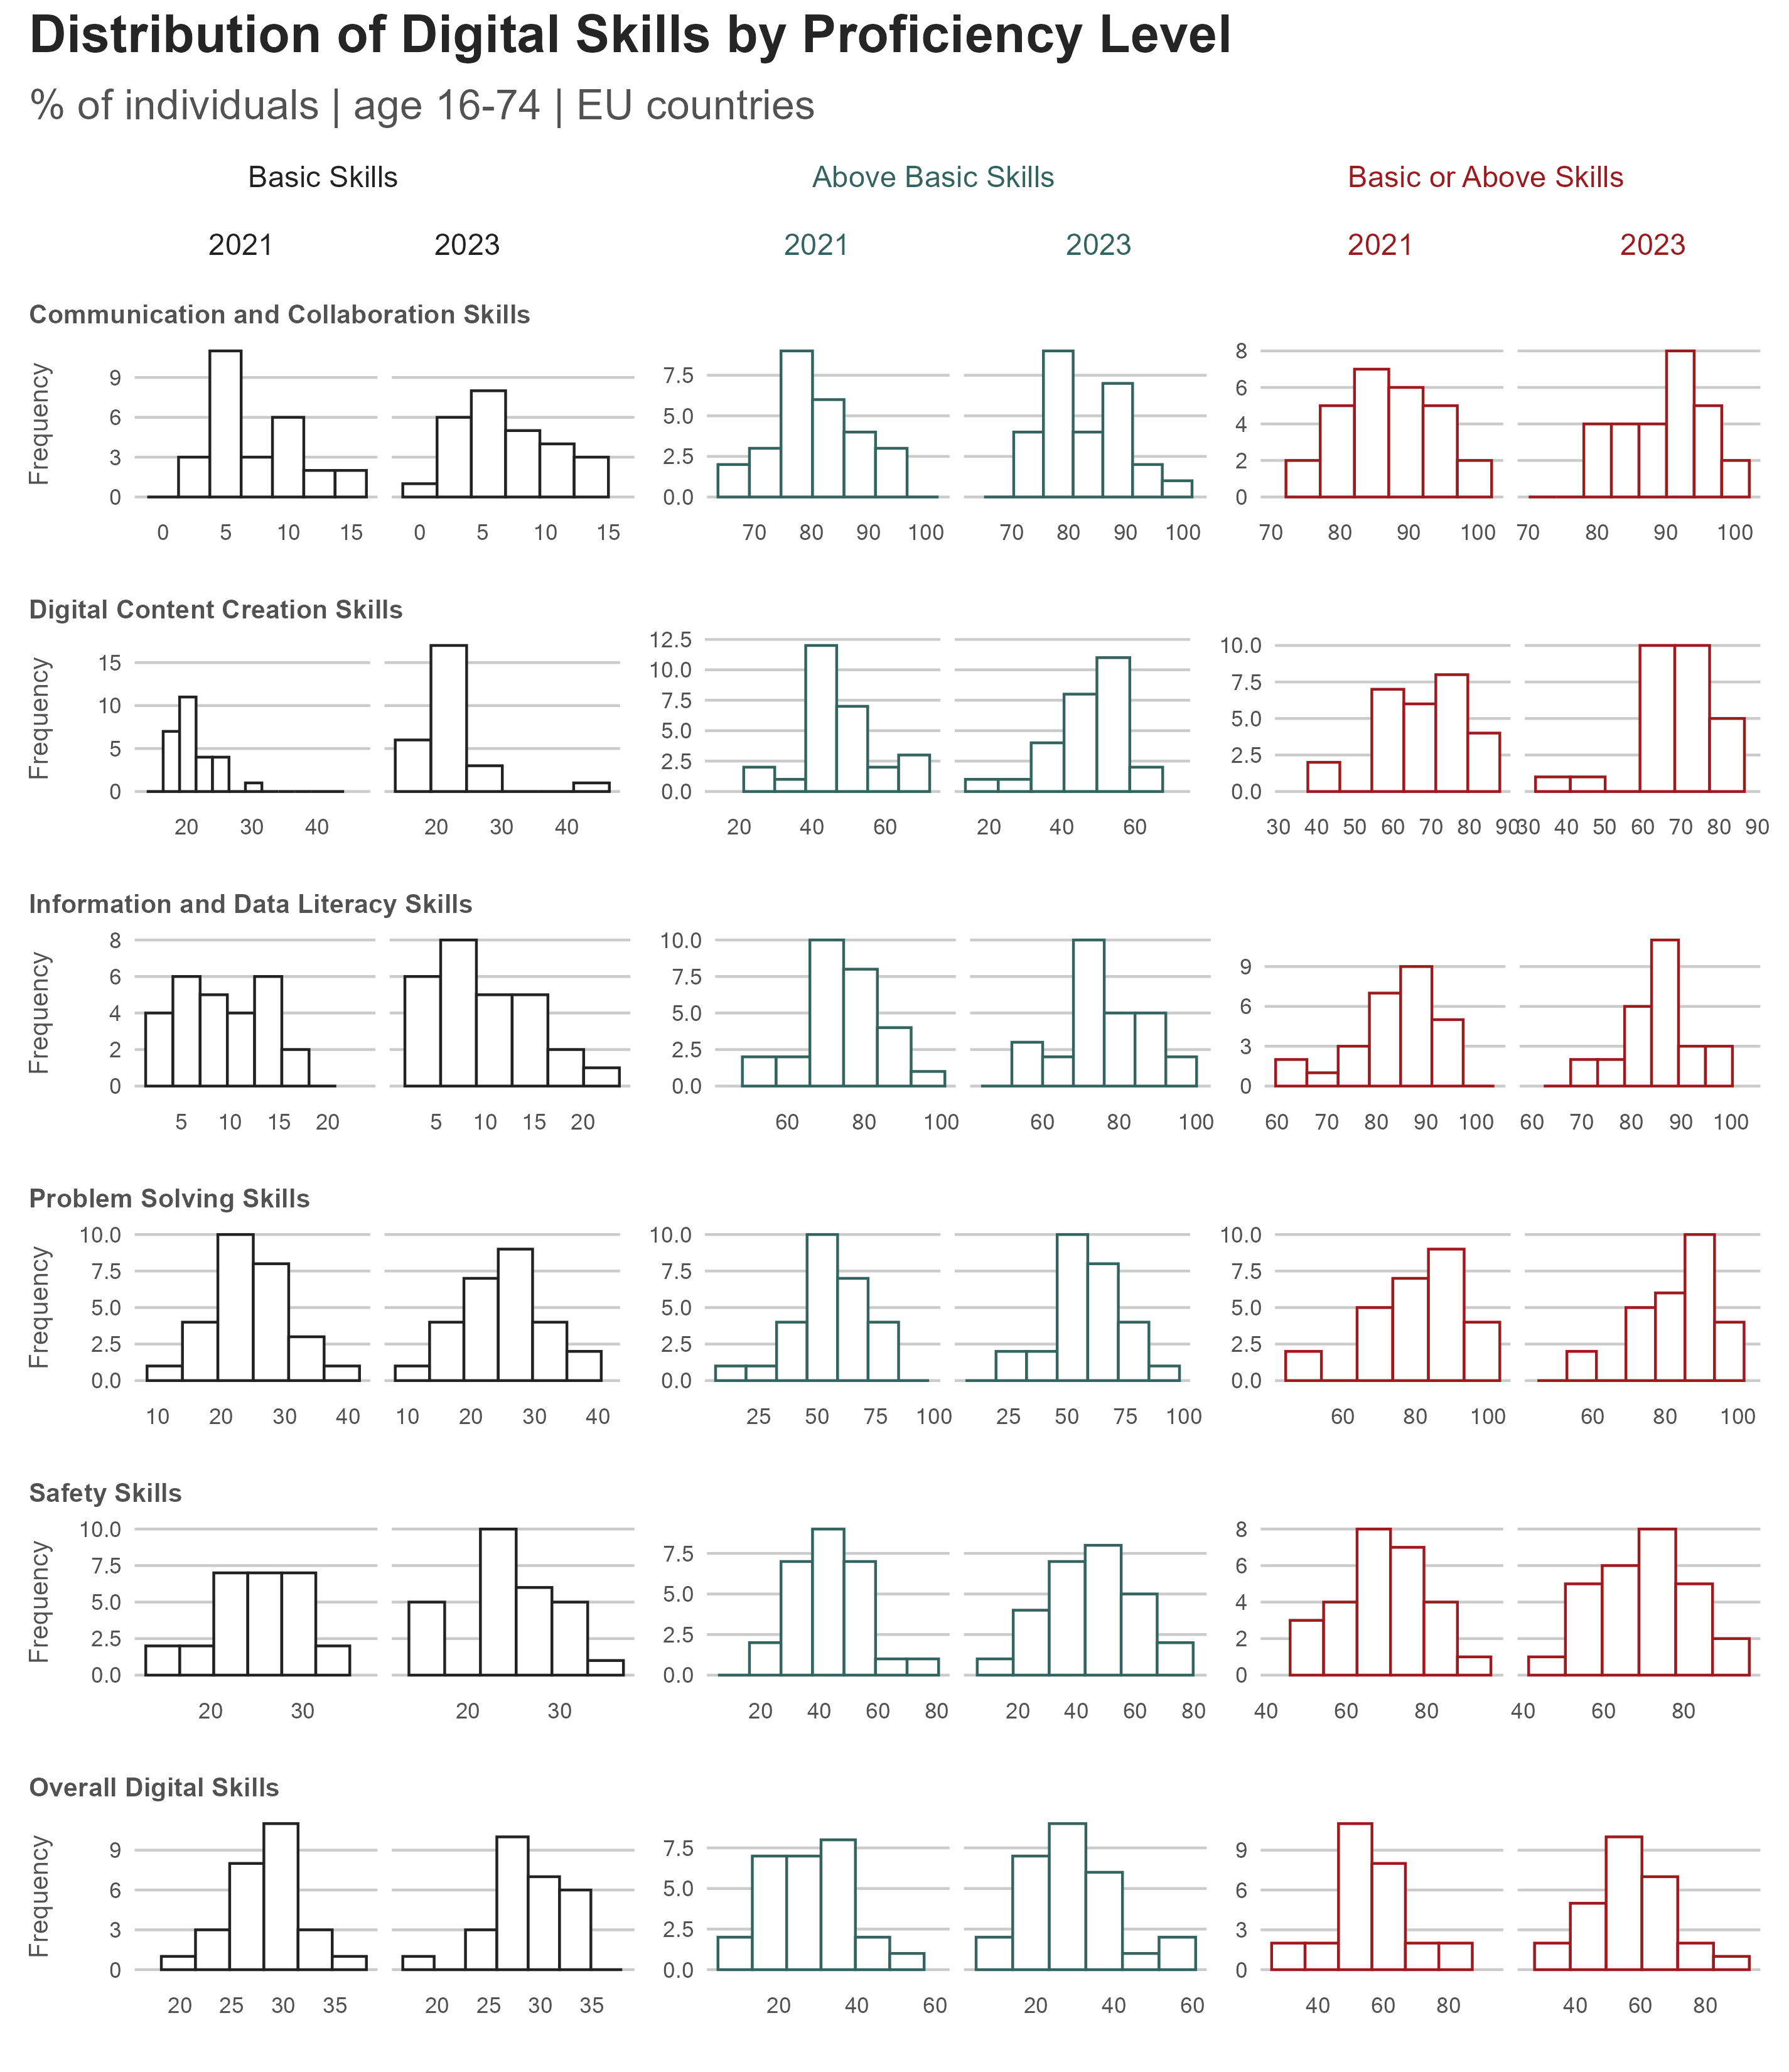 Distribution of Digital Skills by Proficiency Level
% of individuals | age 16-74 | EU countries
Basic Skills Above Basic Skills Basic or Above Skills
2021 2023 2021 2023 2021 2023
Communication and Collaboration Skills
Frequency
9 7.5 8
6 5.0 6
3 2.5 4
0 0.0 2
0
0 5 10 15 0 5 10 15 70 80 90 100 70 80 90 100 70 80 90 100 70 80 90 100
Digital Content Creation Skills
Frequency
15 12.5 10.0
10 10.0 7.5
5 7.5 5.0
0 5.0 2.5
2.5 0.0
0.0
20 30 40 20 30 40 20 40 60 20 40 60 30 40 50 60 70 80 90 30 40 50 60 70 80 90
Information and Data Literacy Skills
Frequency
8 10.0 9
6 7.5 6
4 5.0 3
2 2.5 0
0 0.0
5 10 15 20 5 10 15 20 60 80 100 60 80 100 60 70 80 90 100 60 70 80 90 100
Problem Solving Skills
Frequency
10.0 10.0 10.0
7.5 7.5 7.5
5.0 5.0 5.0
2.5 2.5 2.5
0.0 0.0 0.0
10 20 30 40 10 20 30 40 25 50 75 100 25 50 75 100 60 80 100 60 80 100
Safety Skills
Frequency
10.0 7.5 8
7.5 5.0 6
5.0 2.5 4
2.5 0.0 2
0.0 0
20 30 20 30 20 40 60 80 20 40 60 80 40 60 80 40 60 80
Overall Digital Skills
Frequency
9 7.5 9
6 5.0 6
3 2.5 3
0 0.0 0
20 25 30 35 20 25 30 35 20 40 60 20 40 60 40 60 80 40 60 80